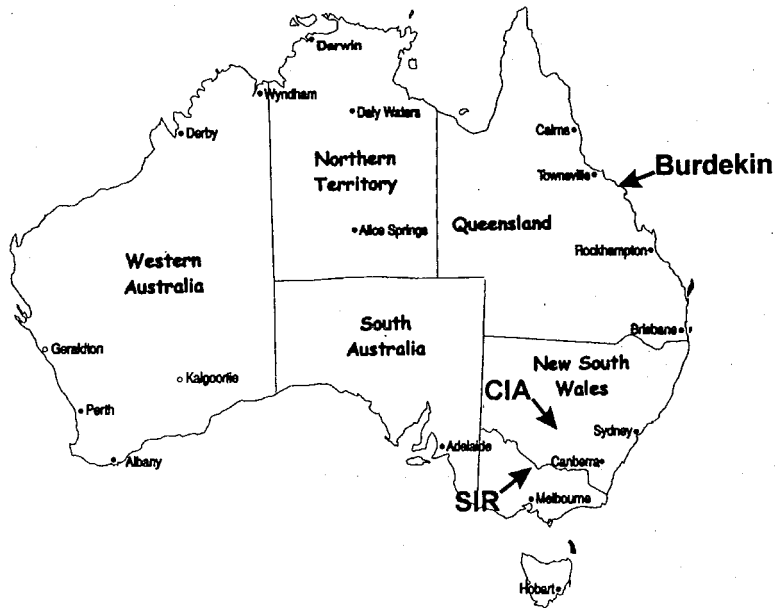 Darwin
Wyndham
Daly Waters
Derby
Cairns
Northern
Territory
Townsville
Burdekin
Alice Springs
Queensland
Rockhampton
Western
Australia
South
Australia
Brisbane
Geraldton
New South
Wales
Kalgoorlie
CIA
Perth
Sydney
Adelaide
Albany
Canberra
SIR
Melbourne
Hobart